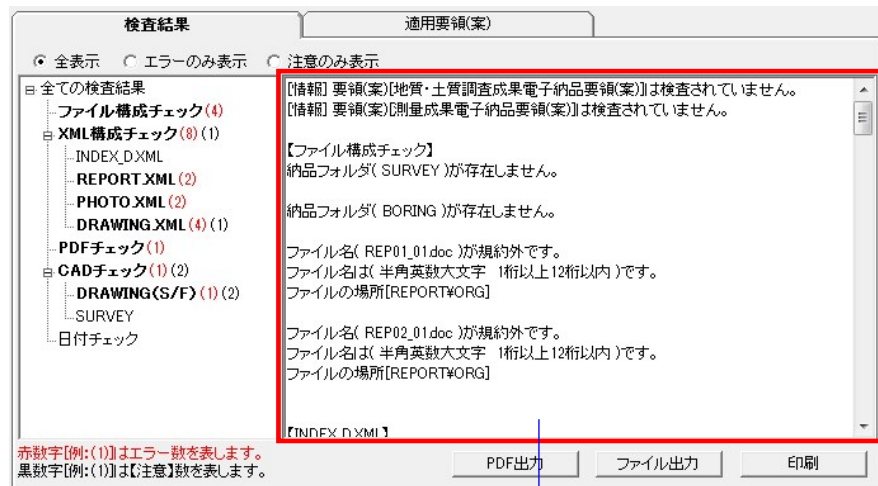 検査結果
適用要領(案)
全表示 エラーのみ表示 注意のみ表示
全ての検査結果
ファイル構成チェック(4)
XML構成チェック(8)(1)
INDEX_D.XML
REPORT.XML(2)
PHOTO.XML(2)
DRAWING.XML(4)(1)
PDFチェック(1)
CADチェック(1)(2)
DRAWING(S/F)(1)(2)
SURVEY
日付チェック
[情報] 要領(案)[地質・土質調査成果電子納品要領(案)]は検査されていません。
[情報] 要領(案)[測量成果電子納品要領(案)]は検査されていません。
【ファイル構成チェック】
納品フォルダ( SURVEY )が存在しません。
納品フォルダ( BORING )が存在しません。
ファイル名( REP01_01.doc )が規約外です。
ファイル名は( 半角英数大文字 1桁以上12桁以内 )です。
ファイルの場所[REPORT¥ORG]
ファイル名( REP02_01.doc )が規約外です。
ファイル名は( 半角英数大文字 1桁以上12桁以内 )です。
ファイルの場所[REPORT¥ORG]
【INDEX_D.XML】
赤数字[例:(1)]はエラー数を表します。
黒数字[例:(1)]は【注意】数を表します。
PDF出力 ファイル出力 印刷